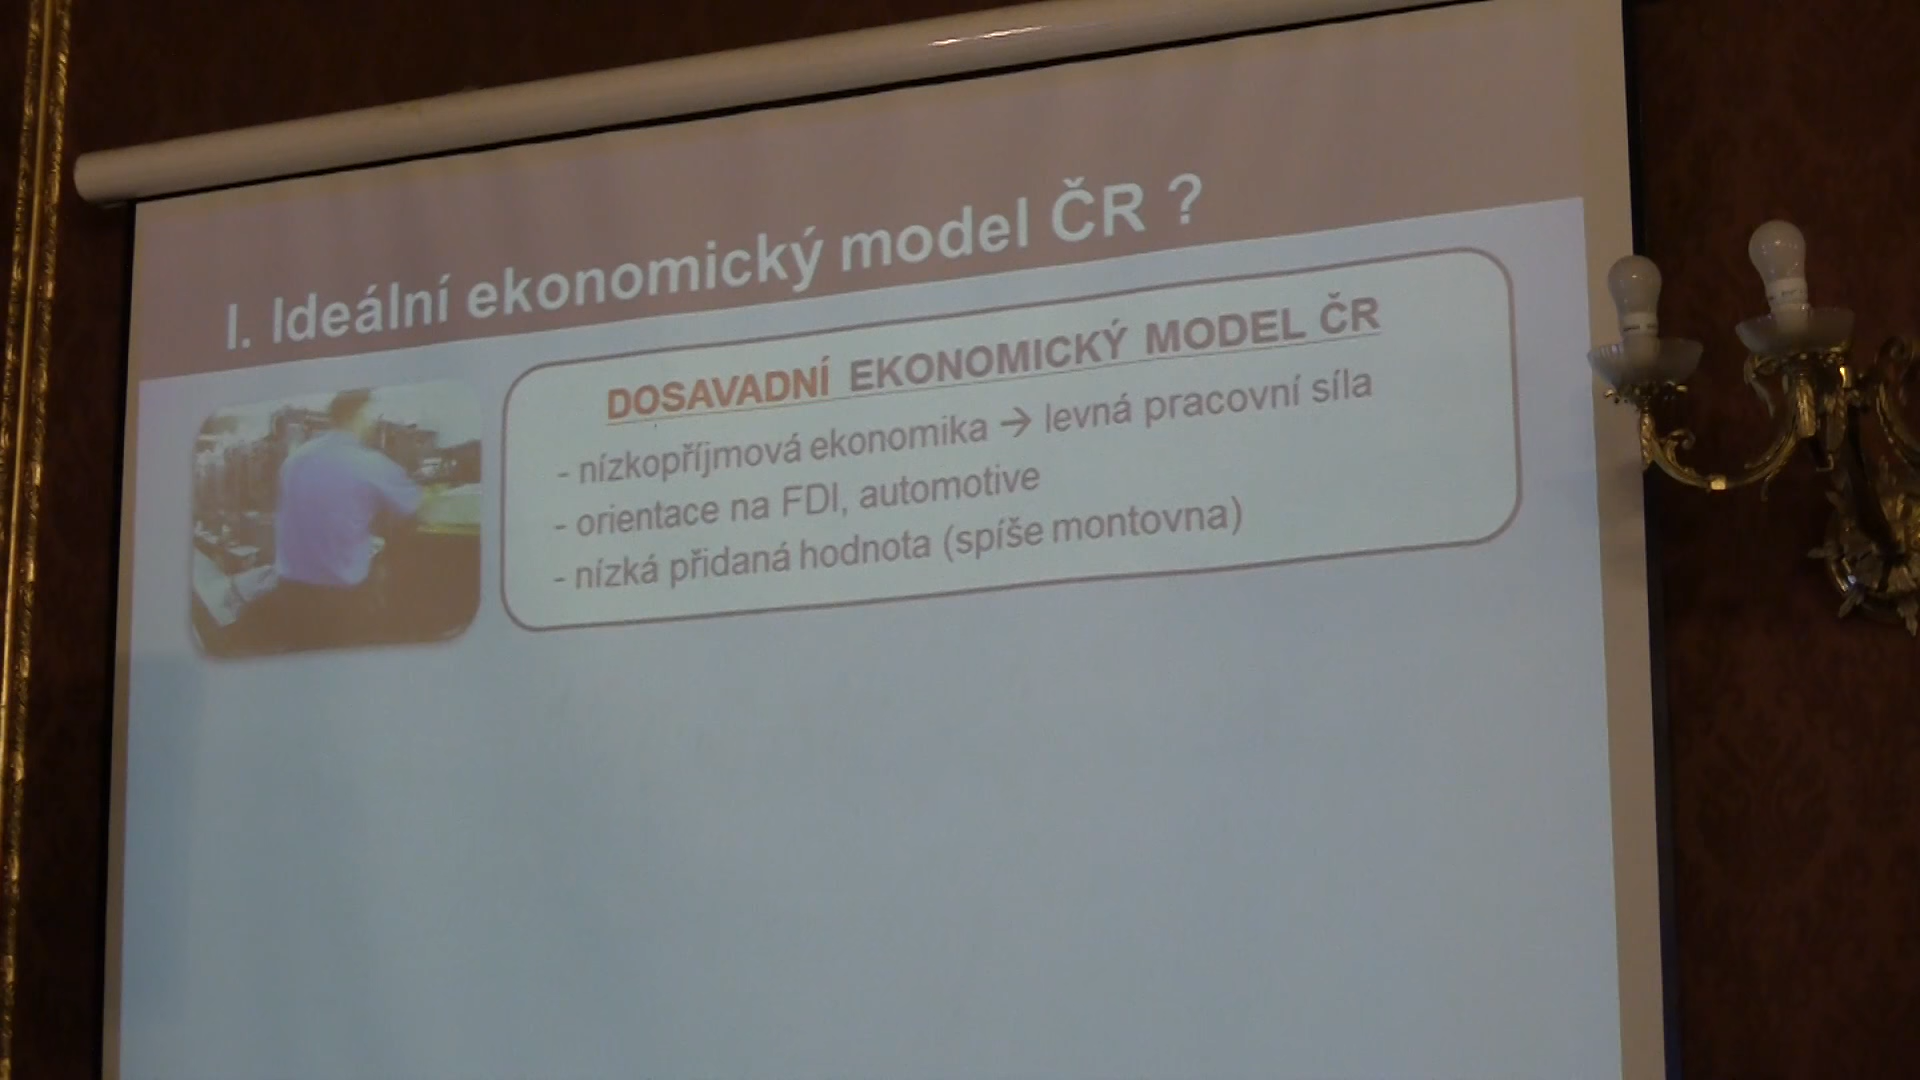 I. Ideální ekonomický model ČR ?
DOSAVADNÍ EKONOMICKÝ MODEL ČR
- nízkopříjmová ekonomika → levná pracovní síla
- orientace na FDI, automotive
- nízká přidaná hodnota (spíše montovna)